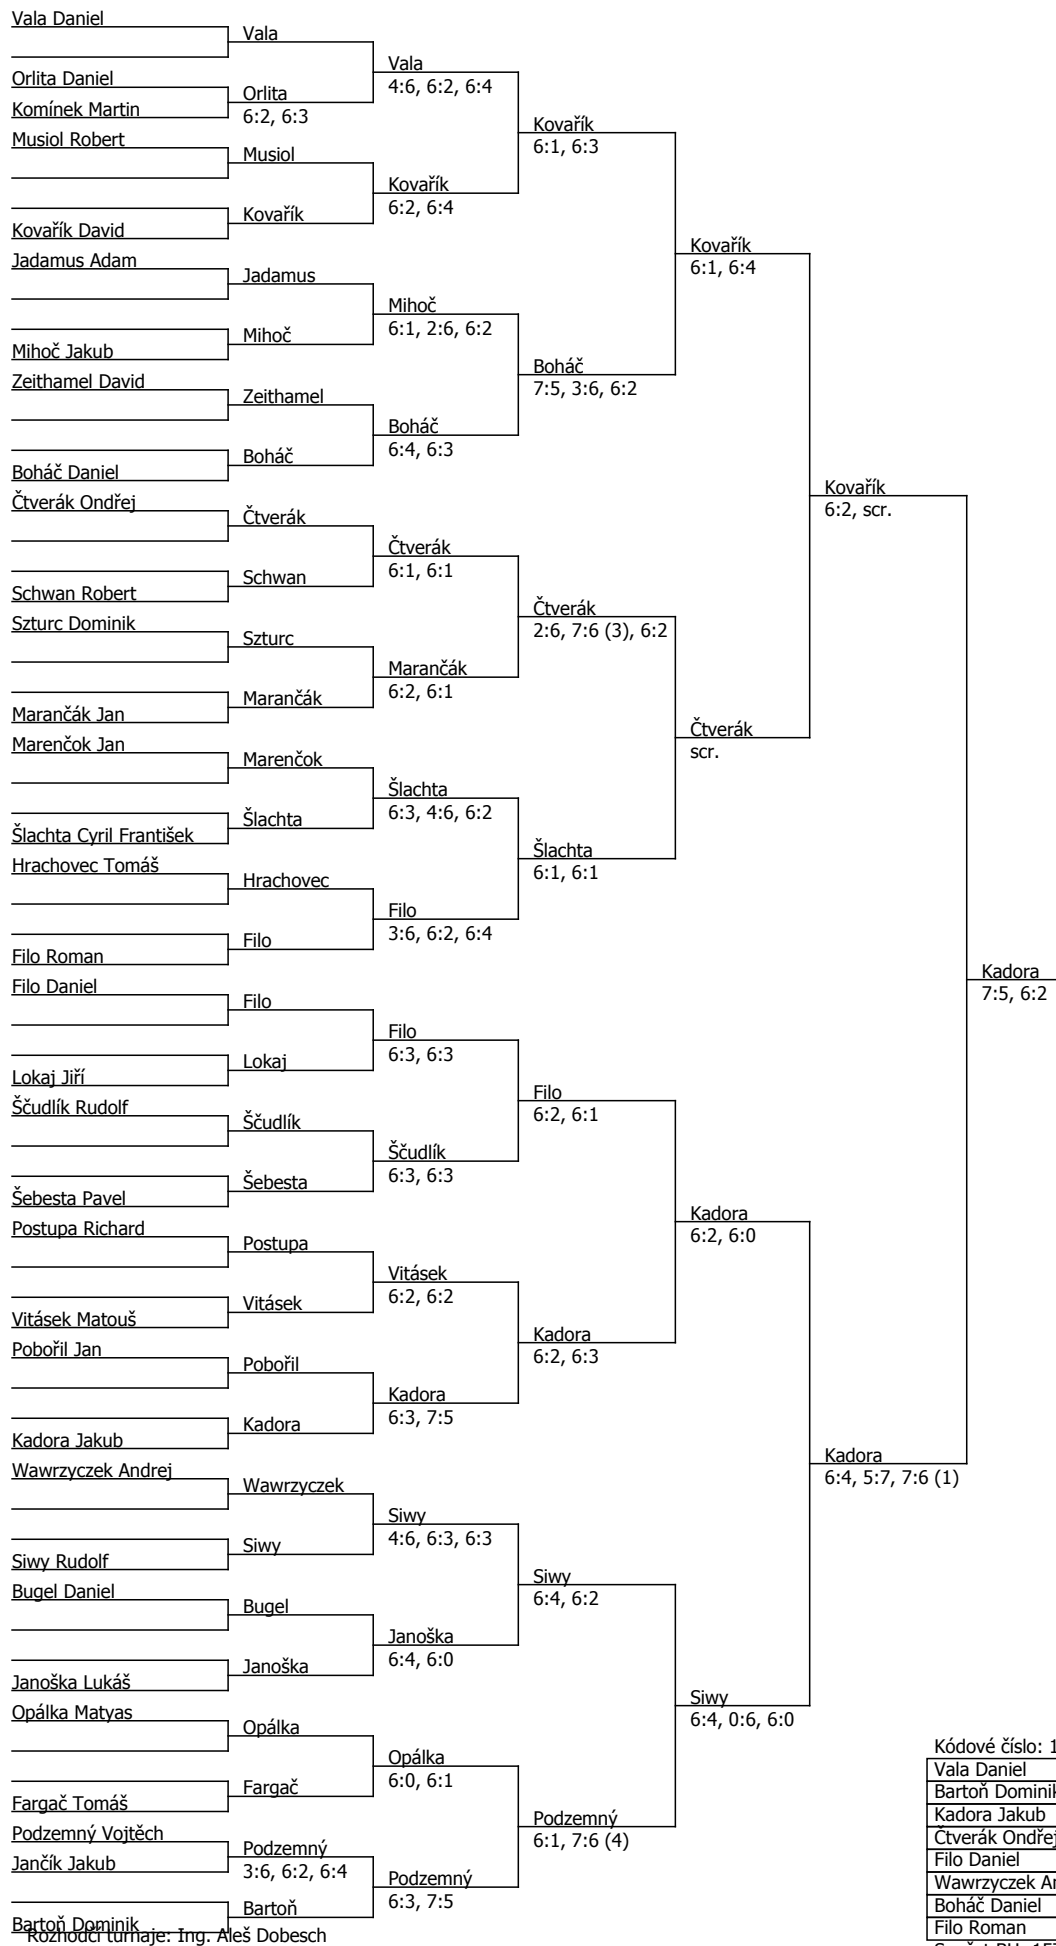 Vala Daniel
Orlita Daniel
Komínek Martin
Musiol Robert
Kovařík David
Jadamus Adam
Mihoč Jakub
Zeithamel David
Boháč Daniel
Čtverák Ondřej
Schwan Robert
Szturc Dominik
Marančák Jan
Marenčok Jan
Šlachta Cyril František
Hrachovec Tomáš
Filo Roman
Filo Daniel
Lokaj Jiří
Ščudlík Rudolf
Šebesta Pavel
Postupa Richard
Vitásek Matouš
Pobořil Jan
Kadora Jakub
Wawrzyczek Andrej
Siwy Rudolf
Bugel Daniel
Janoška Lukáš
Opálka Matyas
Fargač Tomáš
Podzemný Vojtěch
Jančík Jakub
Bartoň Dominik
Vala
Orlita
6:2, 6:3
Musiol
Kovařík
Jadamus
Mihoč
Zeithamel
Boháč
Čtverák
Schwan
Szturc
Marančák
Marenčok
Šlachta
Hrachovec
Filo
Filo
Lokaj
Ščudlík
Šebesta
Postupa
Vitásek
Pobořil
Kadora
Wawrzyczek
Siwy
Bugel
Janoška
Opálka
Fargač
Podzemný
3:6, 6:2, 6:4
Bartoň
Vala
4:6, 6:2, 6:4
Kovařík
6:2, 6:4
Mihoč
6:1, 2:6, 6:2
Boháč
6:4, 6:3
Čtverák
6:1, 6:1
Marančák
6:2, 6:1
Šlachta
6:3, 4:6, 6:2
Filo
3:6, 6:2, 6:4
Filo
6:3, 6:3
Ščudlík
6:3, 6:3
Vitásek
6:2, 6:2
Kadora
6:3, 7:5
Siwy
4:6, 6:3, 6:3
Janoška
6:4, 6:0
Opálka
6:0, 6:1
Podzemný
6:3, 7:5
Kovařík
6:1, 6:3
Boháč
7:5, 3:6, 6:2
Čtverák
2:6, 7:6 (3), 6:2
Šlachta
6:1, 6:1
Filo
6:2, 6:1
Kadora
6:2, 6:3
Siwy
6:4, 6:2
Podzemný
6:1, 7:6 (4)
Kovařík
6:1, 6:4
Čtverák
scr.
Kadora
6:2, 6:0
Siwy
6:4, 0:6, 6:0
Kovařík
6:2, scr.
Kadora
6:4, 5:7, 7:6 (1)
Kadora
7:5, 6:2
Rozhodčí turnaje: Ing. Aleš Dobesch
Kódové číslo: 1
Vala Daniel
Bartoň Dominik
Kadora Jakub
Čtverák Ondřej
Filo Daniel
Wawrzyczek An
Boháč Daniel
Filo Roman